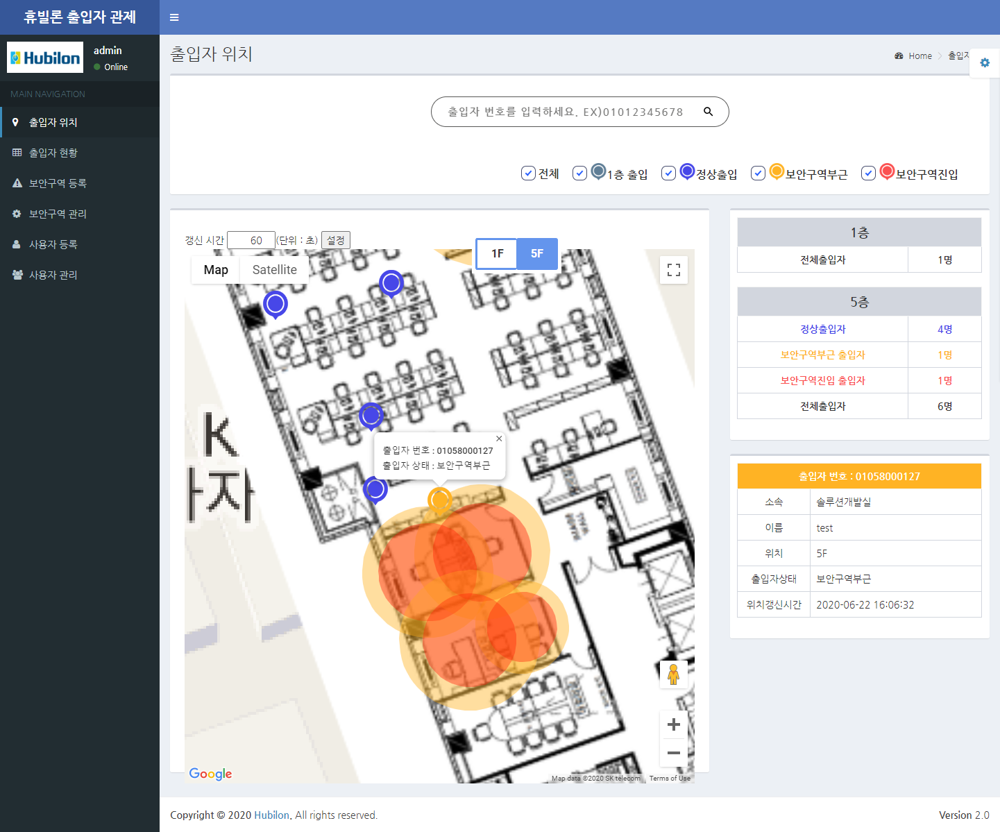 휴빌론 출입자 관제
Hubilon
admin
Online
MAIN NAVIGATION
출입자 위치
출입자 현황
보안구역 등록
보안구역 관리
사용자 등록
사용자 관리
출입자 위치
Home > 출입자
출입자 번호를 입력하세요. EX)01012345678
전체 1층 출입 정상출입 보안구역부근 보안구역진입
갱신 시간 60 (단위 : 초) 설정
1F 5F
Map Satellite
K
자
출입자 번호 : 01058000127
출입자 상태 : 보안구역부근
Google
Map data ©2020 SK telecom Terms of Use
1층
전체출입자 1명
5층
정상출입자 4명
보안구역부근 출입자 1명
보안구역진입 출입자 1명
전체출입자 6명
출입자 번호 : 01058000127
소속 솔루션개발실
이름 test
위치 5F
출입자상태 보안구역부근
위치갱신시간 2020-06-22 16:06:32
Copyright © 2020 Hubilon. All rights reserved.
Version 2.0